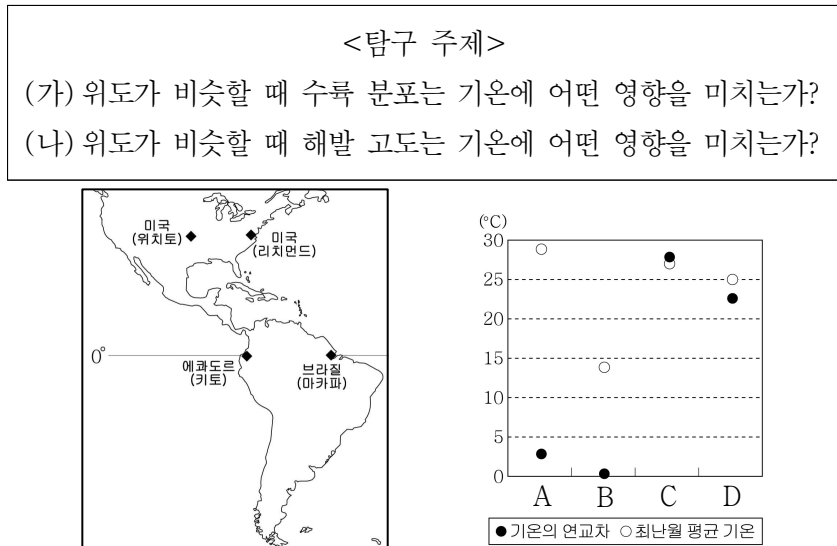 <탐구 주제>
(가) 위도가 비슷할 때 수륙 분포는 기온에 어떤 영향을 미치는가?
(나) 위도가 비슷할 때 해발 고도는 기온에 어떤 영향을 미치는가?
미국
(위치토)
미국
(리치먼드)
0°
에콰도르
(키토)
브라질
(마카파)
(℃)
30
25
20
15
10
5
0
A B C D
●기온의 연교차 ○최난월 평균 기온